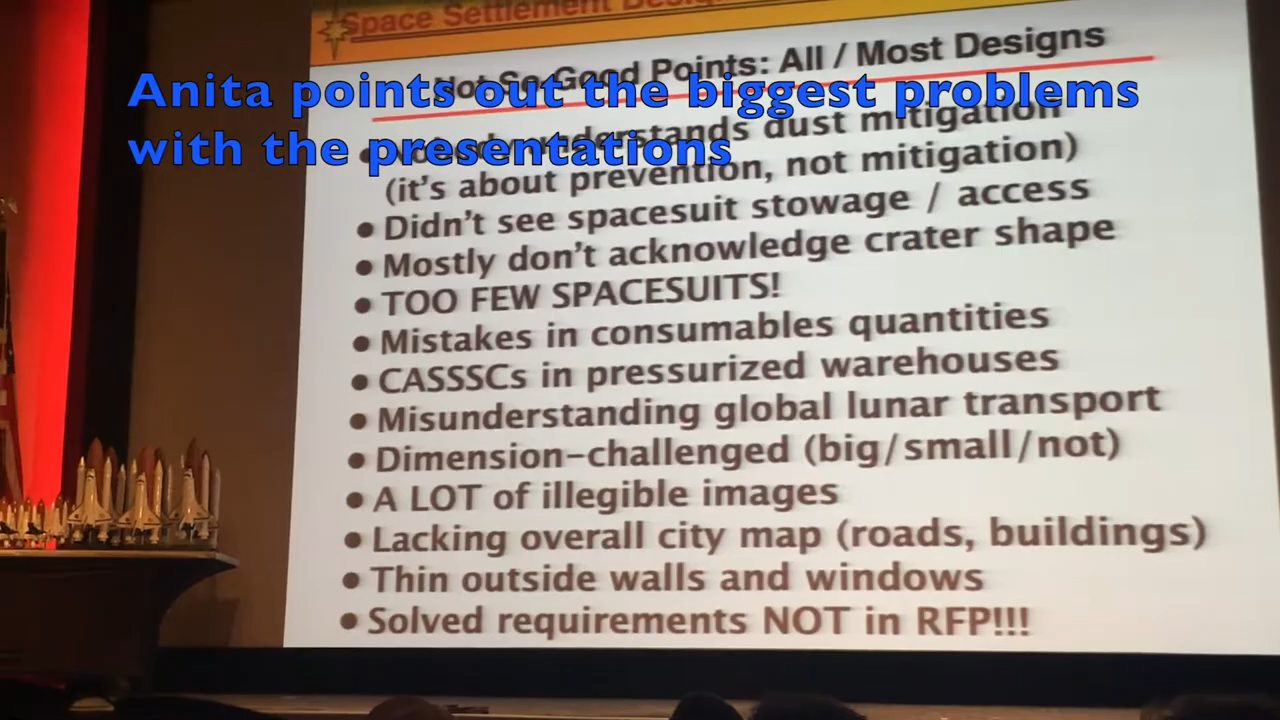 Space Settlement Desig
Not So Good Points: All / Most Designs
Anita points out the biggest problems
with the presentations
• Nobody understands dust mitigation
(it's about prevention, not mitigation)
• Didn't see spacesuit stowage / access
• Mostly don't acknowledge crater shape
• TOO FEW SPACESUITS!
• Mistakes in consumables quantities
• CASSSCs in pressurized warehouses
• Misunderstanding global lunar transport
• Dimension-challenged (big/small/not)
• A LOT of illegible images
• Lacking overall city map (roads, buildings)
• Thin outside walls and windows
• Solved requirements NOT in RFP!!!